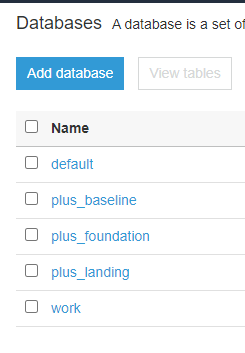 Databases A database is a set of
Add database View tables
Name
default
plus_baseline
plus_foundation
plus_landing
work